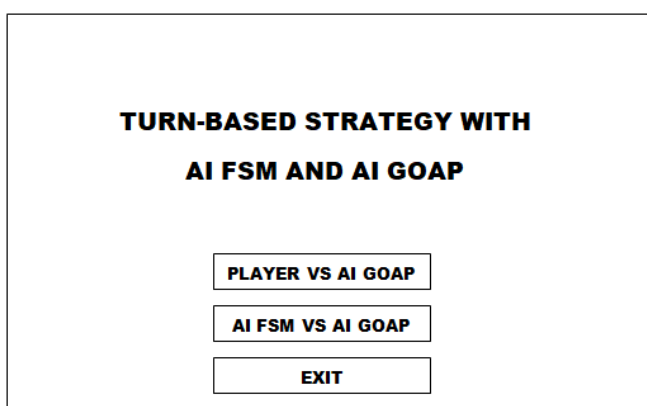 TURN-BASED STRATEGY WITH
AI FSM AND AI GOAP
PLAYER VS AI GOAP
AI FSM VS AI GOAP
EXIT